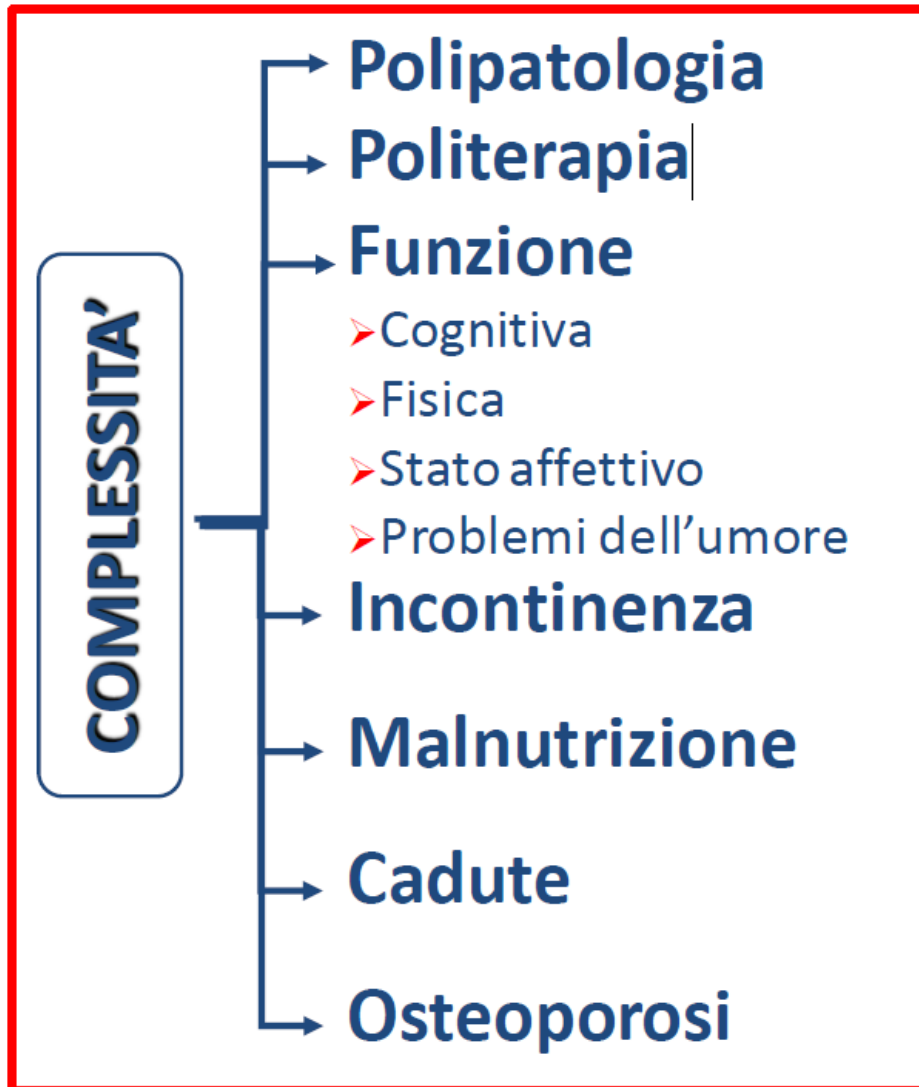 COMPLESSITA’
Polipatologia
Politerapia
Funzione
Cognitiva
Fisica
Stato affettivo
Problemi dell’umore
Incontinenza
Malnutrizione
Cadute
Osteoporosi